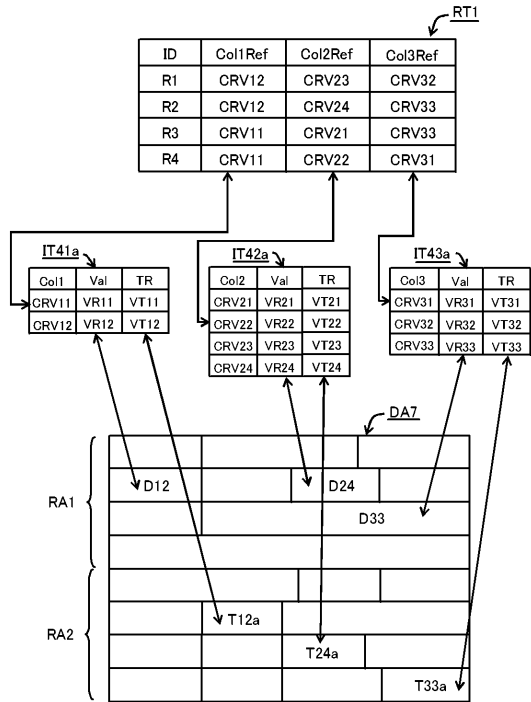 RT1
ID Col1Ref Col2Ref Col3Ref
R1 CRV12 CRV23 CRV32
R2 CRV12 CRV24 CRV33
R3 CRV11 CRV21 CRV33
R4 CRV11 CRV22 CRV31
IT41a
Col1 Val TR
CRV11 VR11 VT11
CRV12 VR12 VT12
IT42a
Col2 Val TR
CRV21 VR21 VT21
CRV22 VR22 VT22
CRV23 VR23 VT23
CRV24 VR24 VT24
IT43a
Col3 Val TR
CRV31 VR31 VT31
CRV32 VR32 VT32
CRV33 VR33 VT33
DA7
RA1
D12 D24
D33
RA2
T12a
T24a
T33a